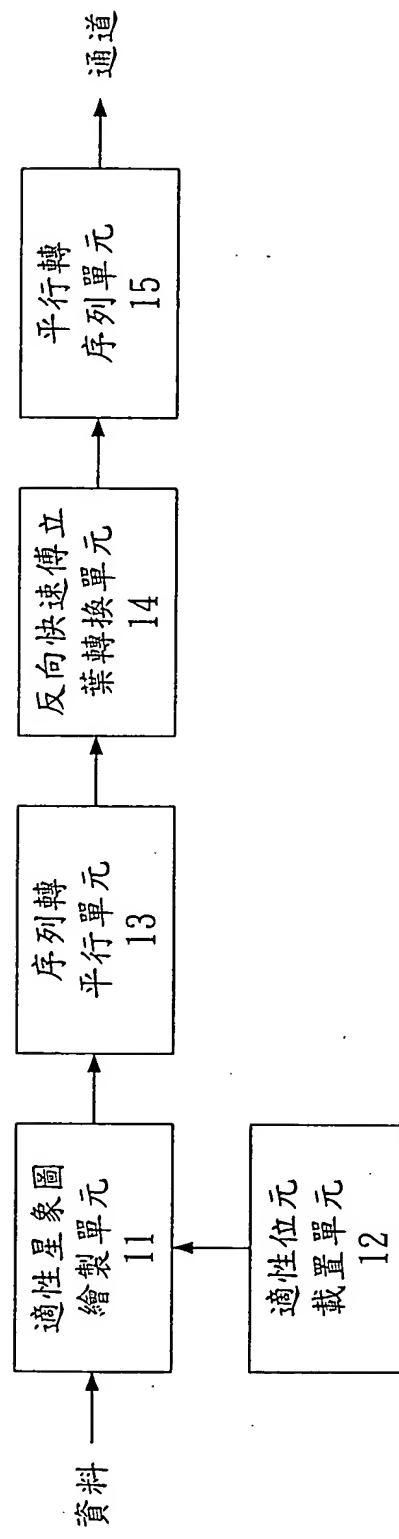 資料
適性星象圖
繪製單元
11
適性位元
載置單元
12
序列轉
平行單元
13
反向快速傅立
葉轉換單元
14
平行轉
序列單元
15
通道